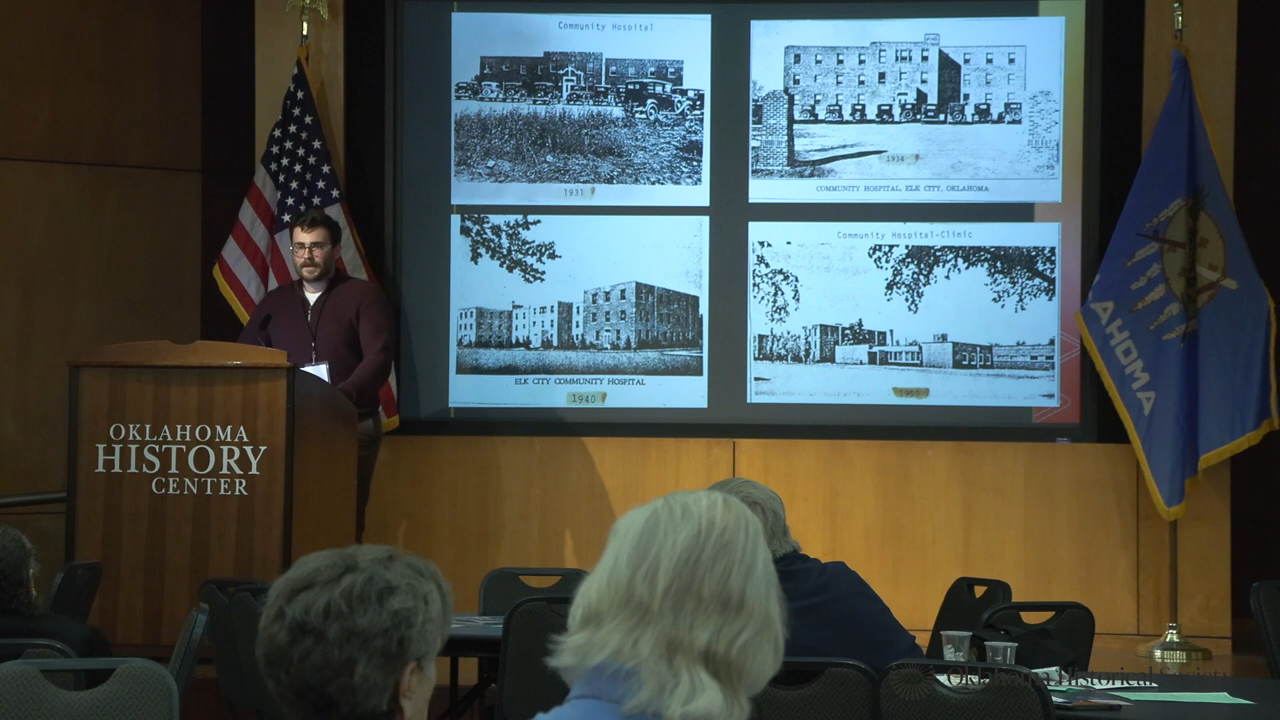 Community Hospital
1931
1934
COMMUNITY HOSPITAL, ELK CITY, OKLAHOMA
ELK CITY COMMUNITY HOSPITAL
1940
Community Hospital-Clinic
OKLAHOMA
HISTORY
CENTER
AHOMA
Oklahoma Historical Society